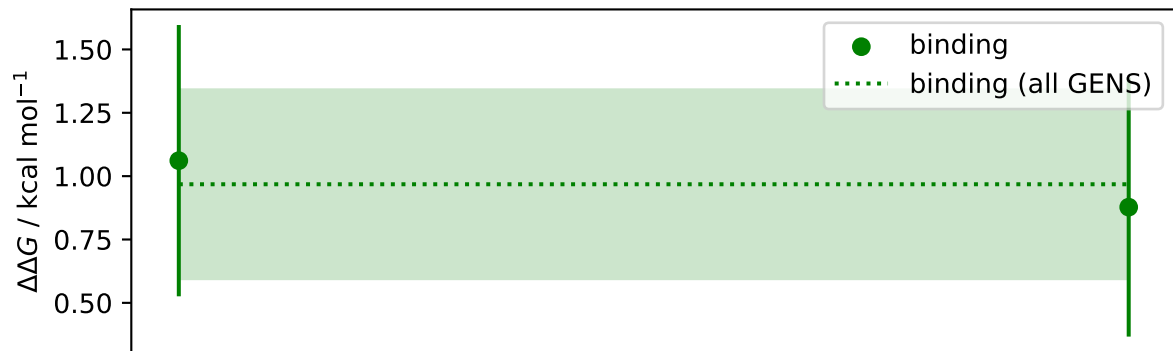 1.50
1.25
1.00
0.75
0.50
ΔΔG / kcal mol⁻¹
binding
binding (all GENS)